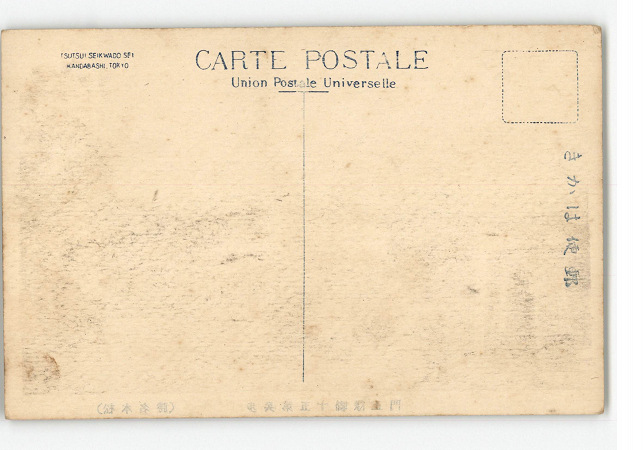 TSUTSUI SEIKWADO SEI
KANDABASHI, TOKYO
CARTE POSTALE
Union Postale Universelle
きかは便郵